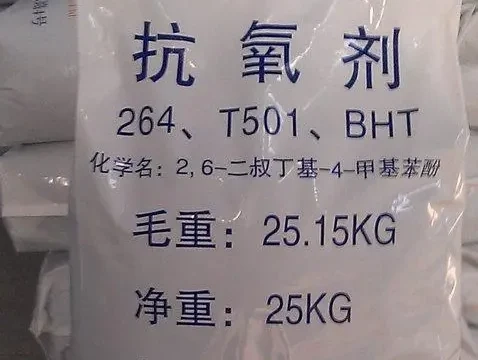 抗氧剂
264、T501、BHT
化学名：2,6-二叔丁基-4-甲基苯酚
毛重：25.15KG
净重：25KG